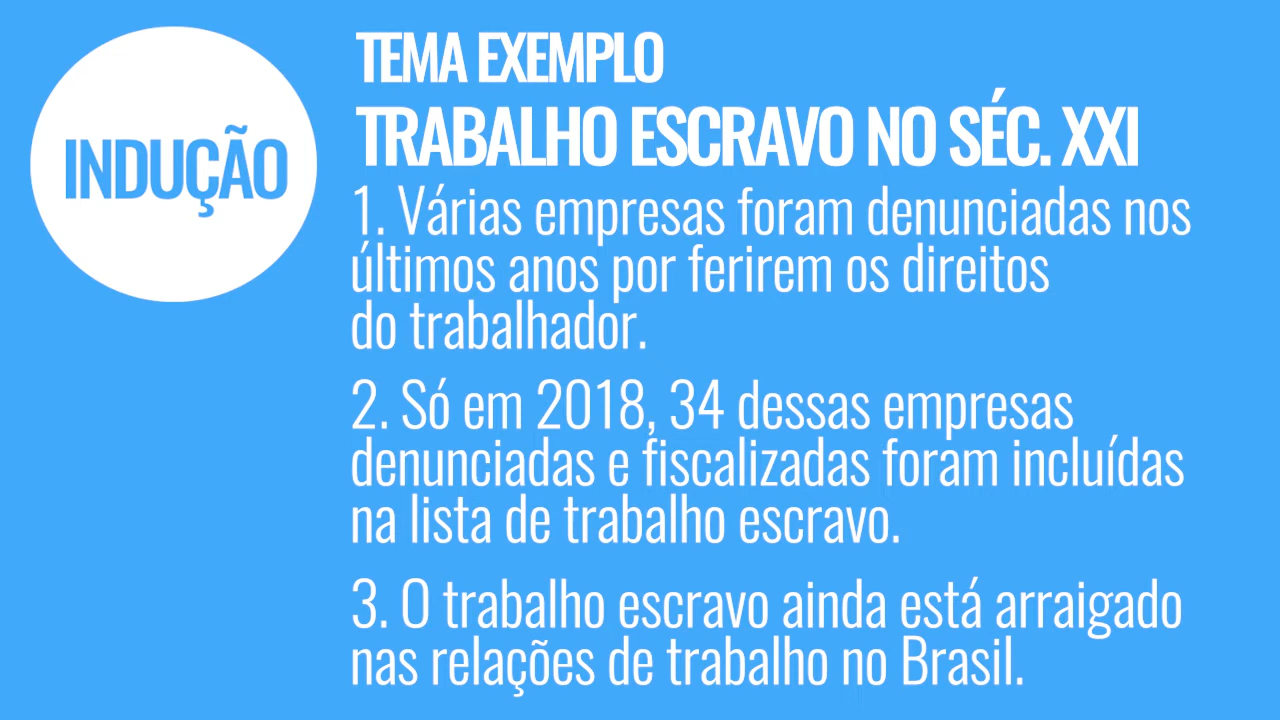 INDUÇÃO
TEMA EXEMPLO
TRABALHO ESCRAVO NO SÉC. XXI
1. Várias empresas foram denunciadas nos
últimos anos por ferirem os direitos
do trabalhador.
2. Só em 2018, 34 dessas empresas
denunciadas e fiscalizadas foram incluídas
na lista de trabalho escravo.
3. O trabalho escravo ainda está arraigado
nas relações de trabalho no Brasil.